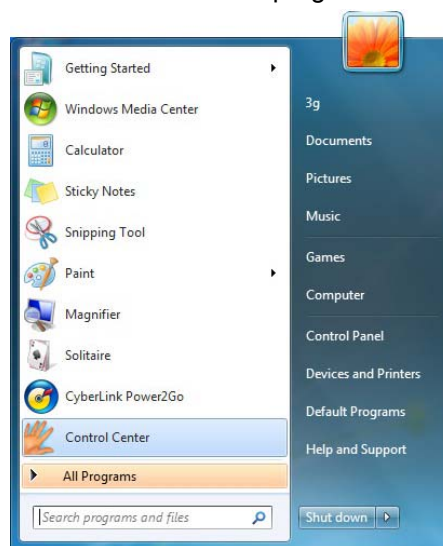 Getting Started
Windows Media Center
Calculator
Sticky Notes
Snipping Tool
Paint
Magnifier
Solitaire
CyberLink Power2Go
Control Center
All Programs
Search programs and files
3g
Documents
Pictures
Music
Games
Computer
Control Panel
Devices and Printers
Default Programs
Help and Support
Shut down